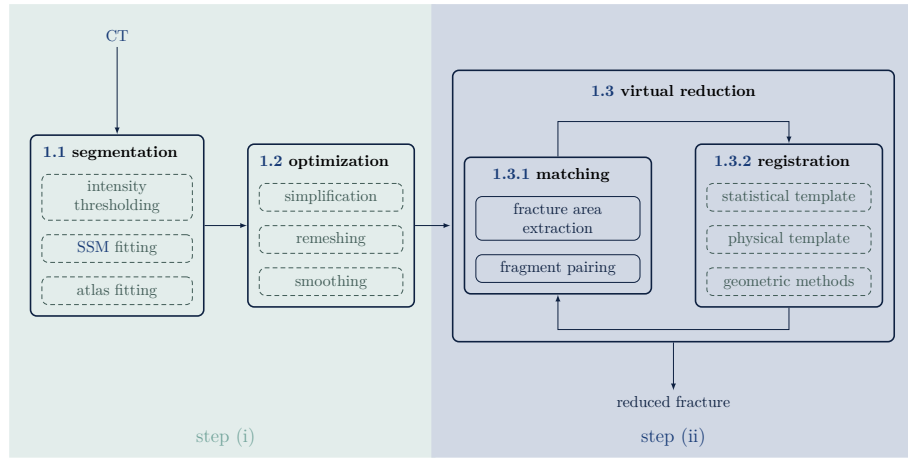 CT
1.1 segmentation
intensity
thresholding
SSM fitting
atlas fitting
1.2 optimization
simplification
remeshing
smoothing
step (i)
1.3 virtual reduction
1.3.1 matching
fracture area
extraction
fragment pairing
1.3.2 registration
statistical template
physical template
geometric methods
reduced fracture
step (ii)